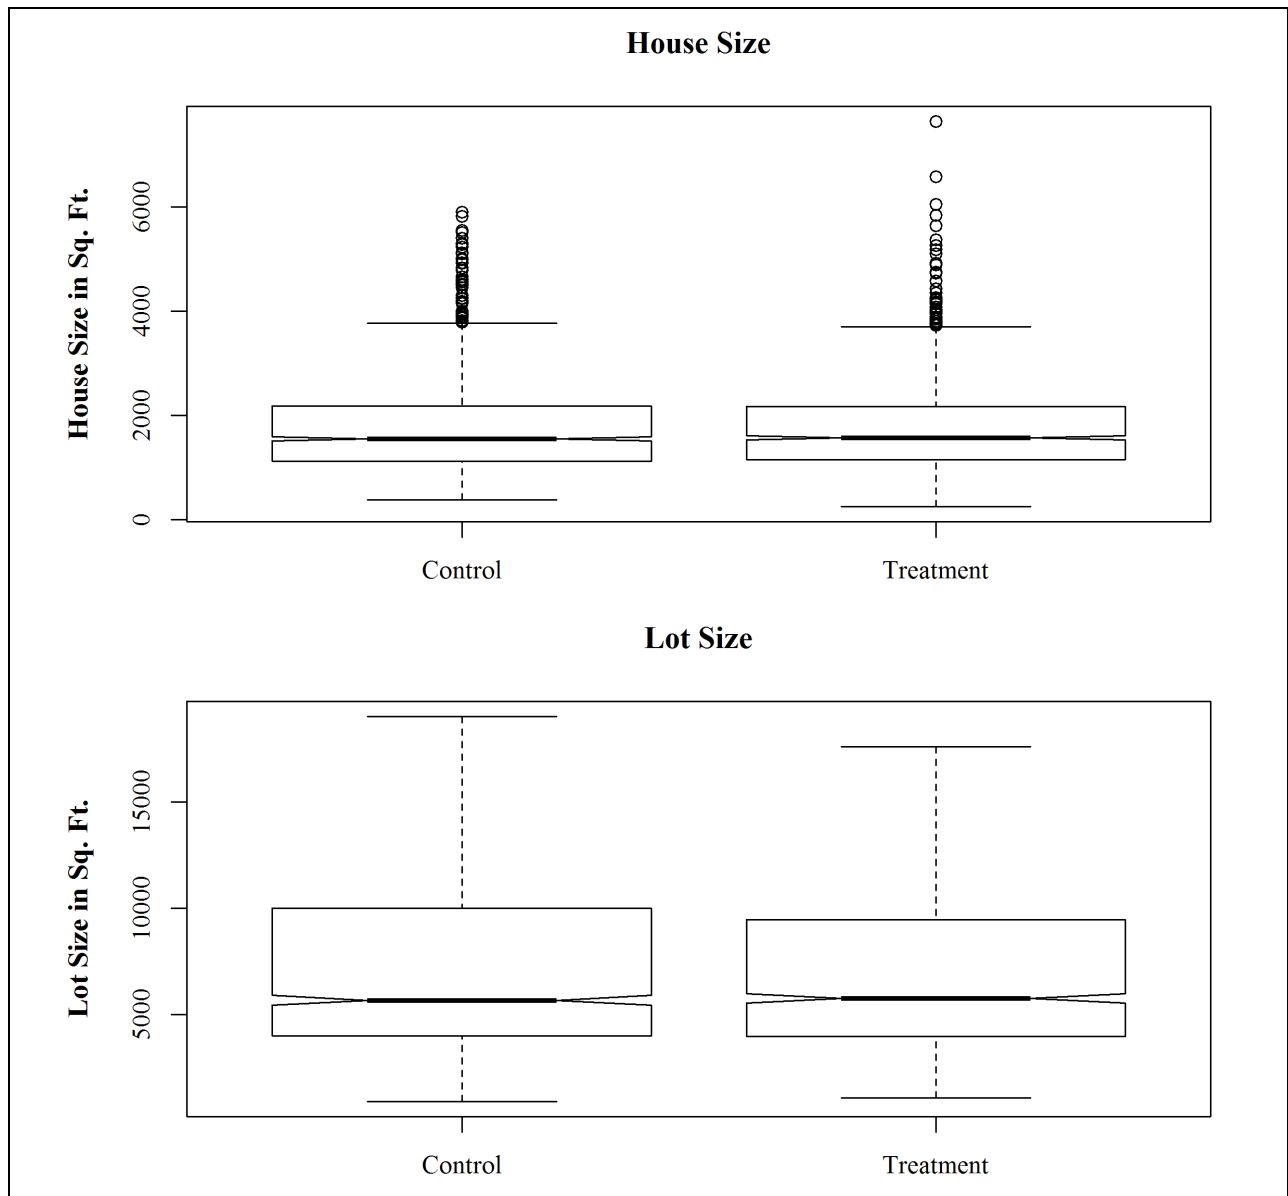 House Size
House Size in Sq. Ft.
6000
4000
2000
0
Control Treatment
Lot Size
Lot Size in Sq. Ft.
15000
10000
5000
Control Treatment